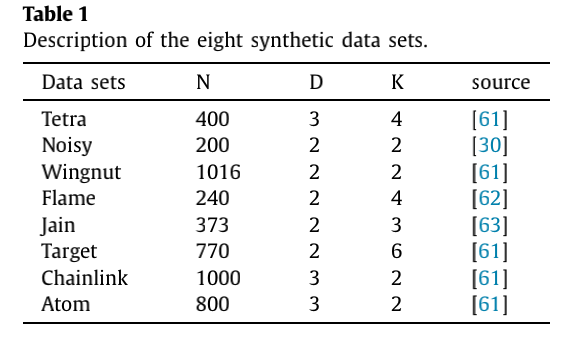 Table 1
Description of the eight synthetic data sets.
Data sets N D K source
Tetra 400 3 4 [61]
Noisy 200 2 2 [30]
Wingnut 1016 2 2 [61]
Flame 240 2 4 [62]
Jain 373 2 3 [63]
Target 770 2 6 [61]
Chainlink 1000 3 2 [61]
Atom 800 3 2 [61]